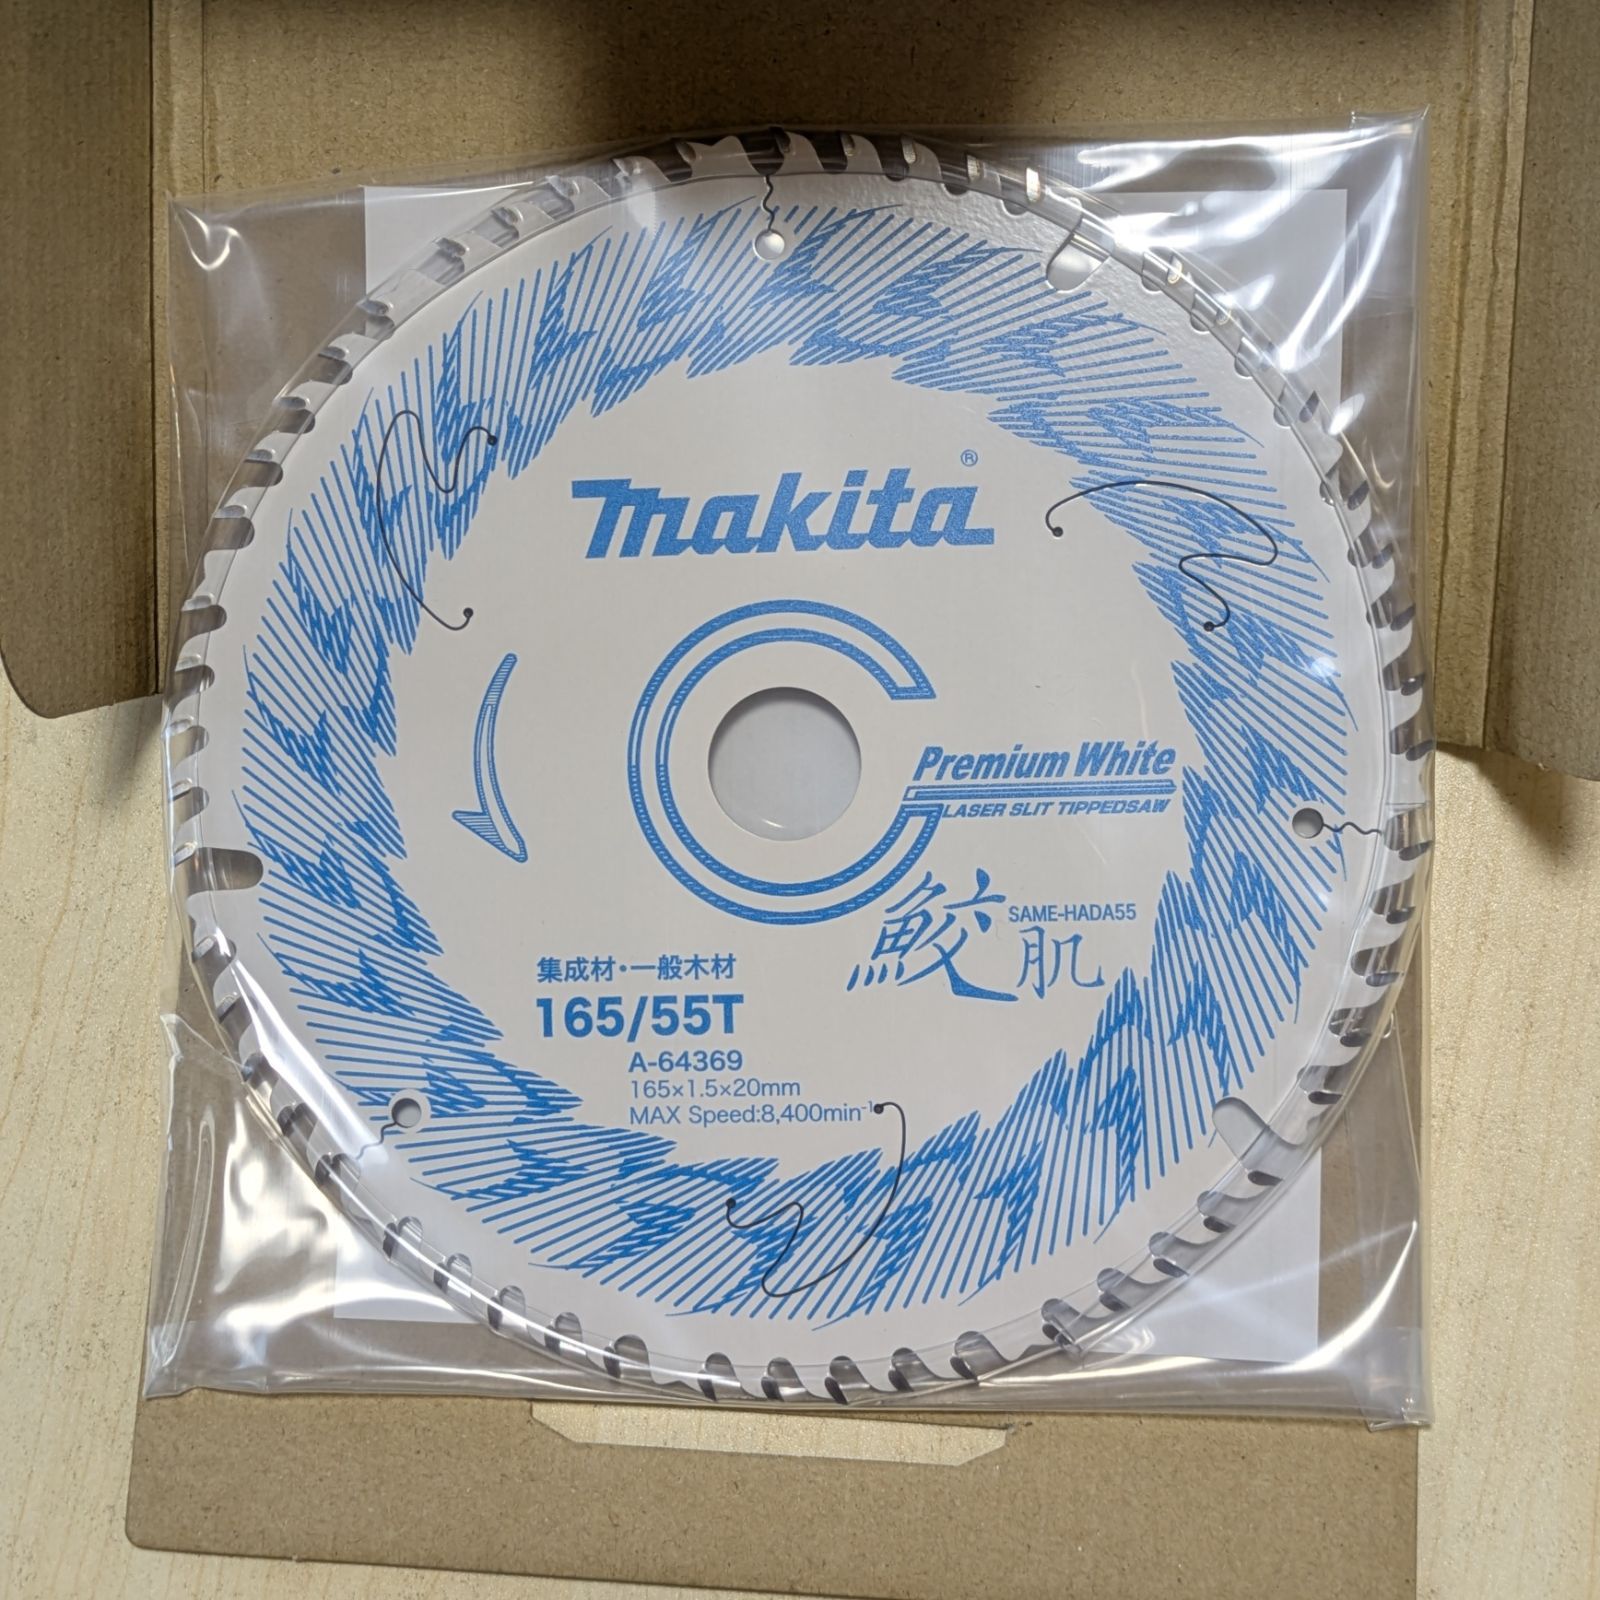 makita®
Premium White
LASER SLIT TIPPEDSAW
鮫肌
SAME-HADA55
集成材・一般木材
165/55T
A-64369
165×1.5×20mm
MAX Speed:8,400min⁻¹